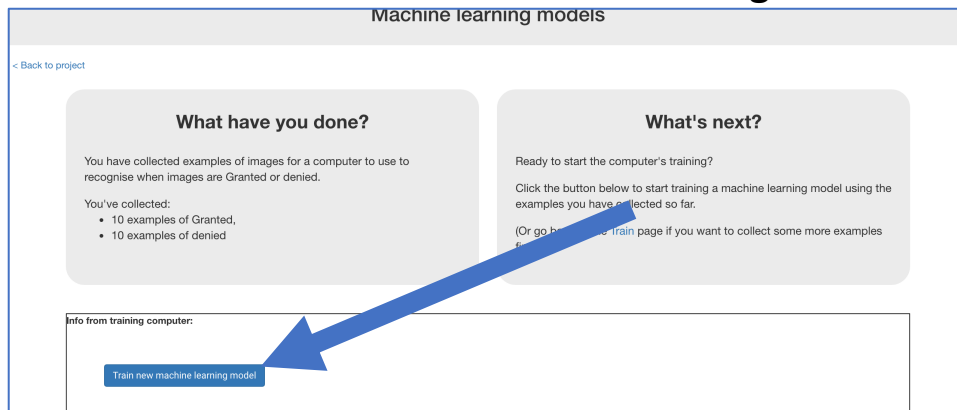 Machine learning models
< Back to project
What have you done?
You have collected examples of images for a computer to use to
recognise when images are Granted or denied.
You've collected:
• 10 examples of Granted,
• 10 examples of denied
What's next?
Ready to start the computer's training?
Click the button below to start training a machine learning model using the
examples you have collected so far.
(Or go Train page if you want to collect some more examples
Info from training computer:
Train new machine learning model